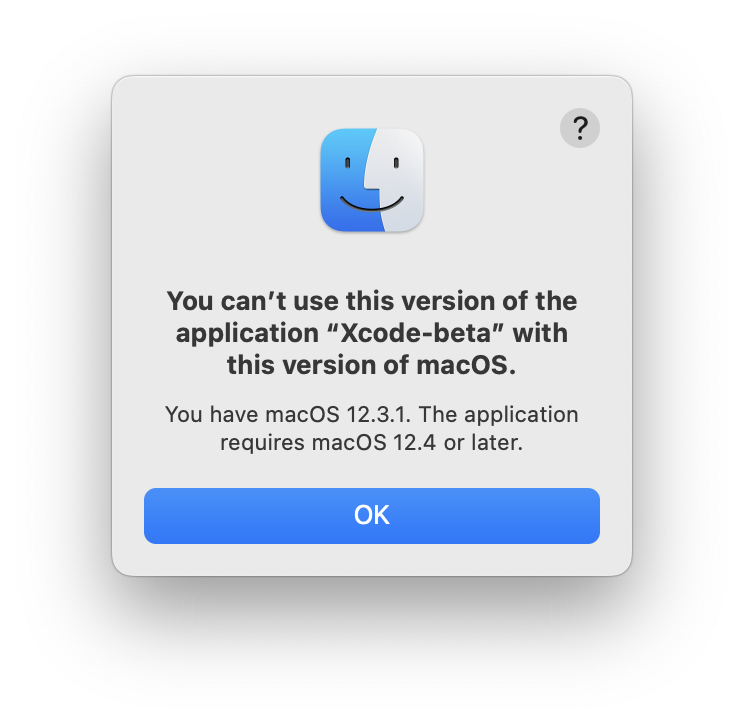 ?
You can’t use this version of the
application “Xcode-beta” with
this version of macOS.
You have macOS 12.3.1. The application
requires macOS 12.4 or later.
OK